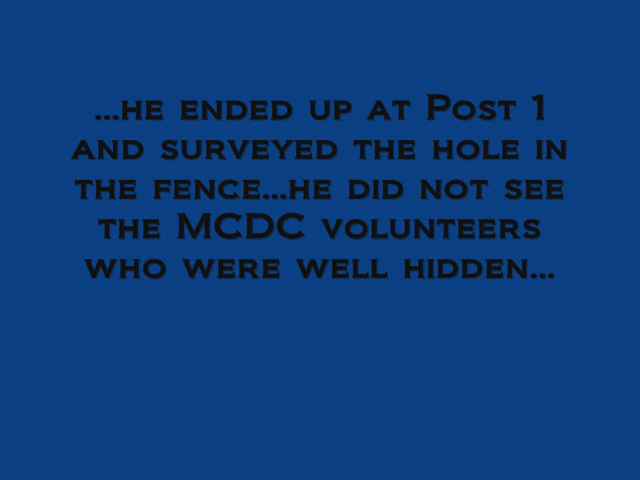 ...he ended up at Post 1
and surveyed the hole in
the fence...he did not see
the MCDC volunteers
who were well hidden...